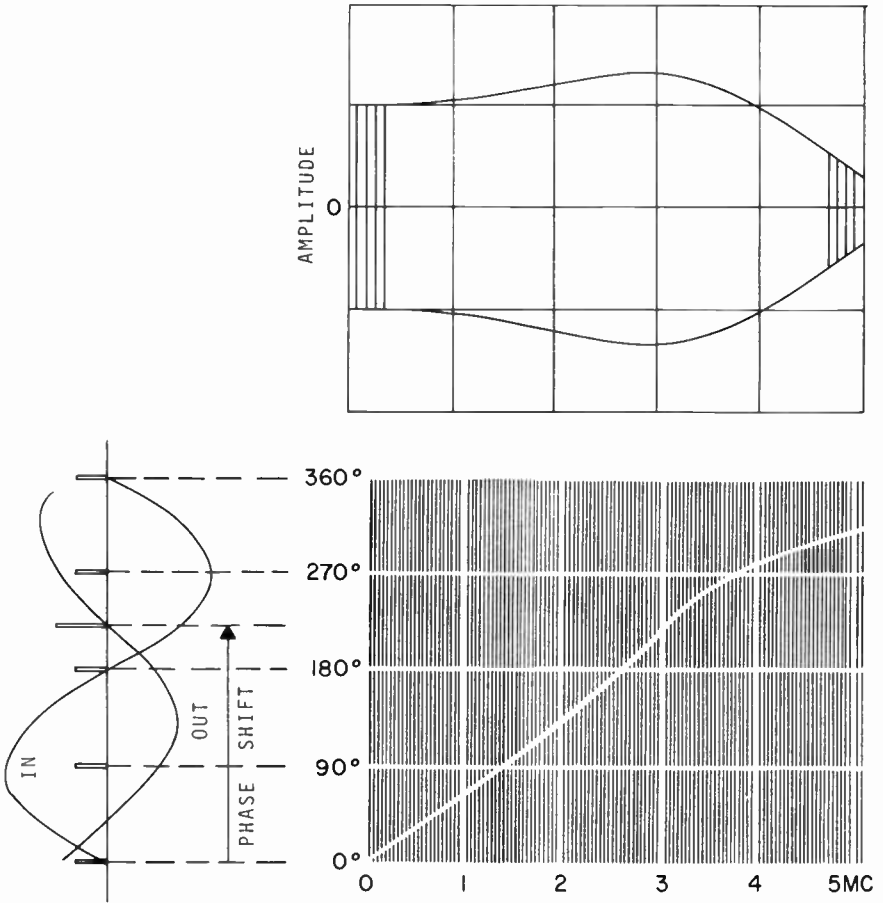 AMPLITUDE
0
360°
270°
180°
90°
0°
IN
OUT
PHASE SHIFT
0 1 2 3 4 5MC